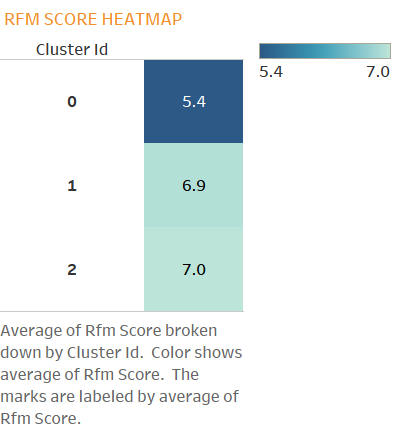 RFM SCORE HEATMAP
Cluster Id
5.4 7.0
0 5.4
1 6.9
2 7.0
Average of Rfm Score broken
down by Cluster Id. Color shows
average of Rfm Score. The
marks are labeled by average of
Rfm Score.